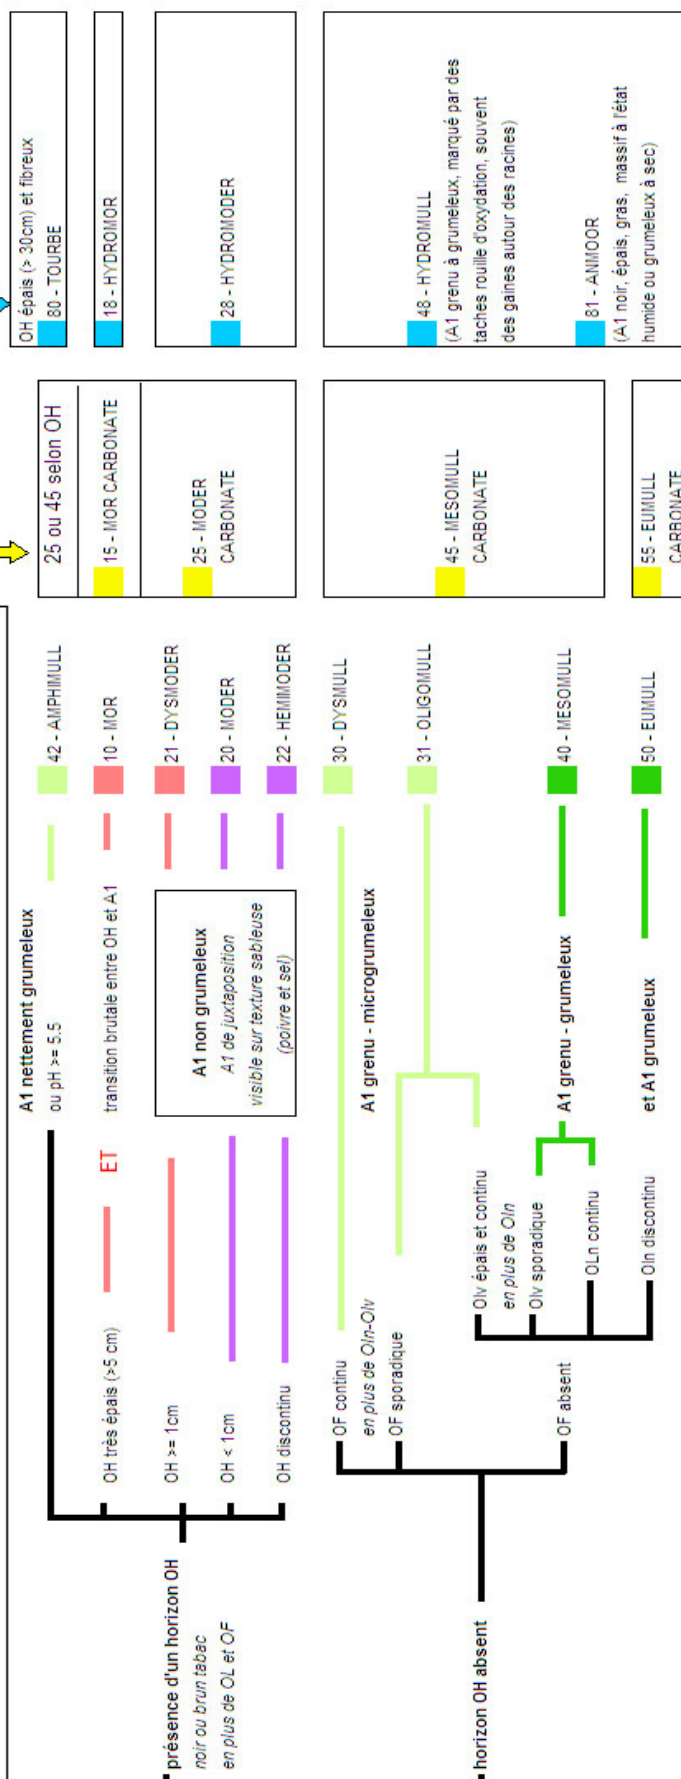 présence d'un horizon OH
noir ou brun tabac
en plus de OL et OF
A1 nettement grumeleux
ou pH >= 5.5
42 - AMPHIMULL
OH très épais (>5 cm)
ET
transition brutale entre OH et A1
10 - MOR
OH >= 1cm
21 - DYSMODER
OH < 1cm
20 - MODER
OH discontinu
22 - HEMIMODER
A1 non grumeleux
A1 de juxtaposition
visible sur texture sableuse
(poivre et sel)
horizon OH absent
OF continu
en plus de Oln-Olv
30 - DYSMULL
OF sporadique
A1 grenu - microgrumeleux
31 - OLIGOMULL
OF absent
Olv épais et continu
en plus de Oln
Olv sporadique
OLn continu
A1 grenu - grumeleux
40 - MESOMULL
Oln discontinu
et A1 grumeleux
50 - EUMULL
25 ou 45 selon OH
15 - MOR CARBONATE
25 - MODER
CARBONATE
45 - MESOMULL
CARBONATE
55 - EUMULL
CARBONATE
OH épais (> 30cm) et fibreux
80 - TOURBE
18 - HYDROMOR
28 - HYDROMODER
48 - HYDROMULL
(A1 grenu à grumeleux, marqué par des
taches rouille d'oxydation, souvent
des gaines autour des racines)
81 - ANMOOR
(A1 noir, épais, gras, massif à l'état
humide ou grumeleux à sec)